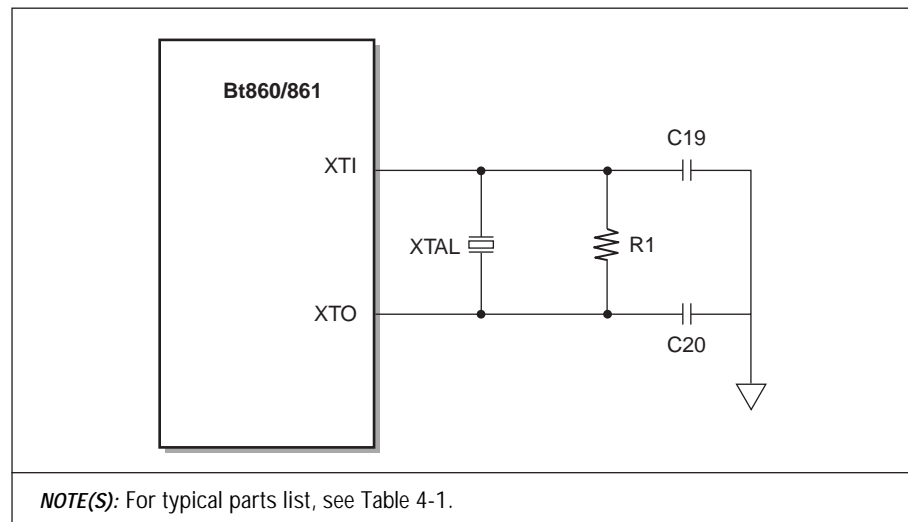 Bt860/861
XTI
C19
XTAL
R1
XTO
C20
NOTE(S): For typical parts list, see Table 4-1.